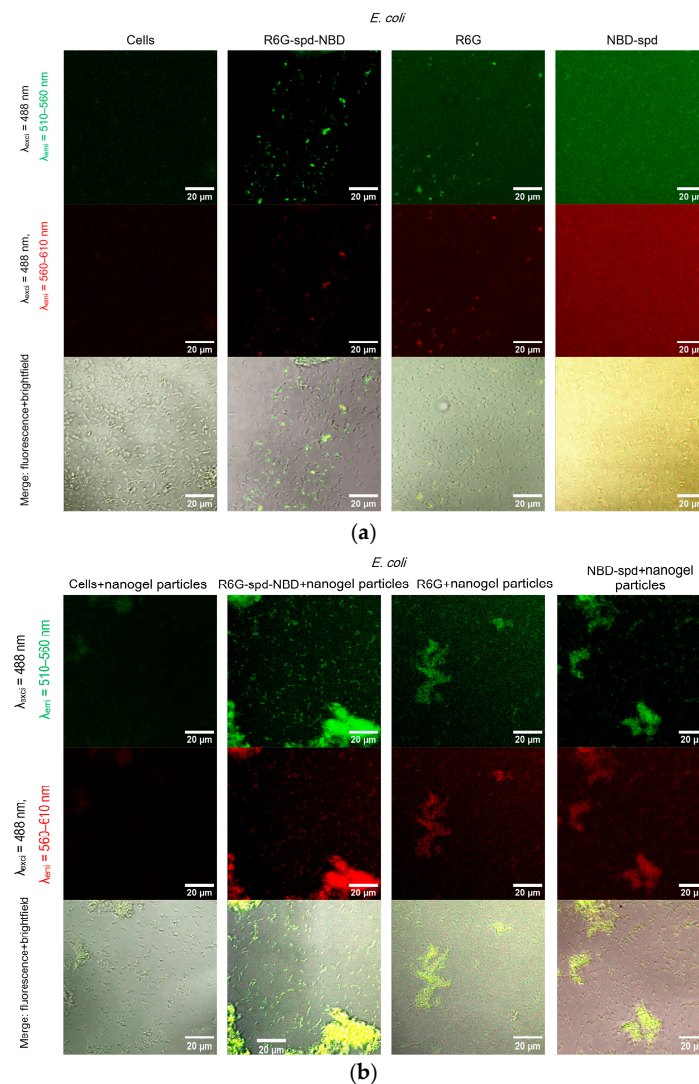 E. coli
Cells R6G-spd-NBD R6G NBD-spd
λexci = 488 nm
λemi = 510–560 nm
20 µm 20 µm 20 µm 20 µm
λexci = 488 nm,
λemi = 560–610 nm
20 µm 20 µm 20 µm 20 µm
Merge: fluorescence+brightfield
20 µm 20 µm 20 µm 20 µm
(a)
E. coli
Cells+nanogel particles R6G-spd-NBD+nanogel particles R6G+nanogel particles NBD-spd+nanogel
particles
λexci = 488 nm
λemi = 510–560 nm
20 µm 20 µm 20 µm 20 µm
λexci = 488 nm,
λemi = 560–610 nm
20 µm 20 µm 20 µm 20 µm
Merge: fluorescence+brightfield
20 µm 20 µm 20 µm 20 µm
(b)